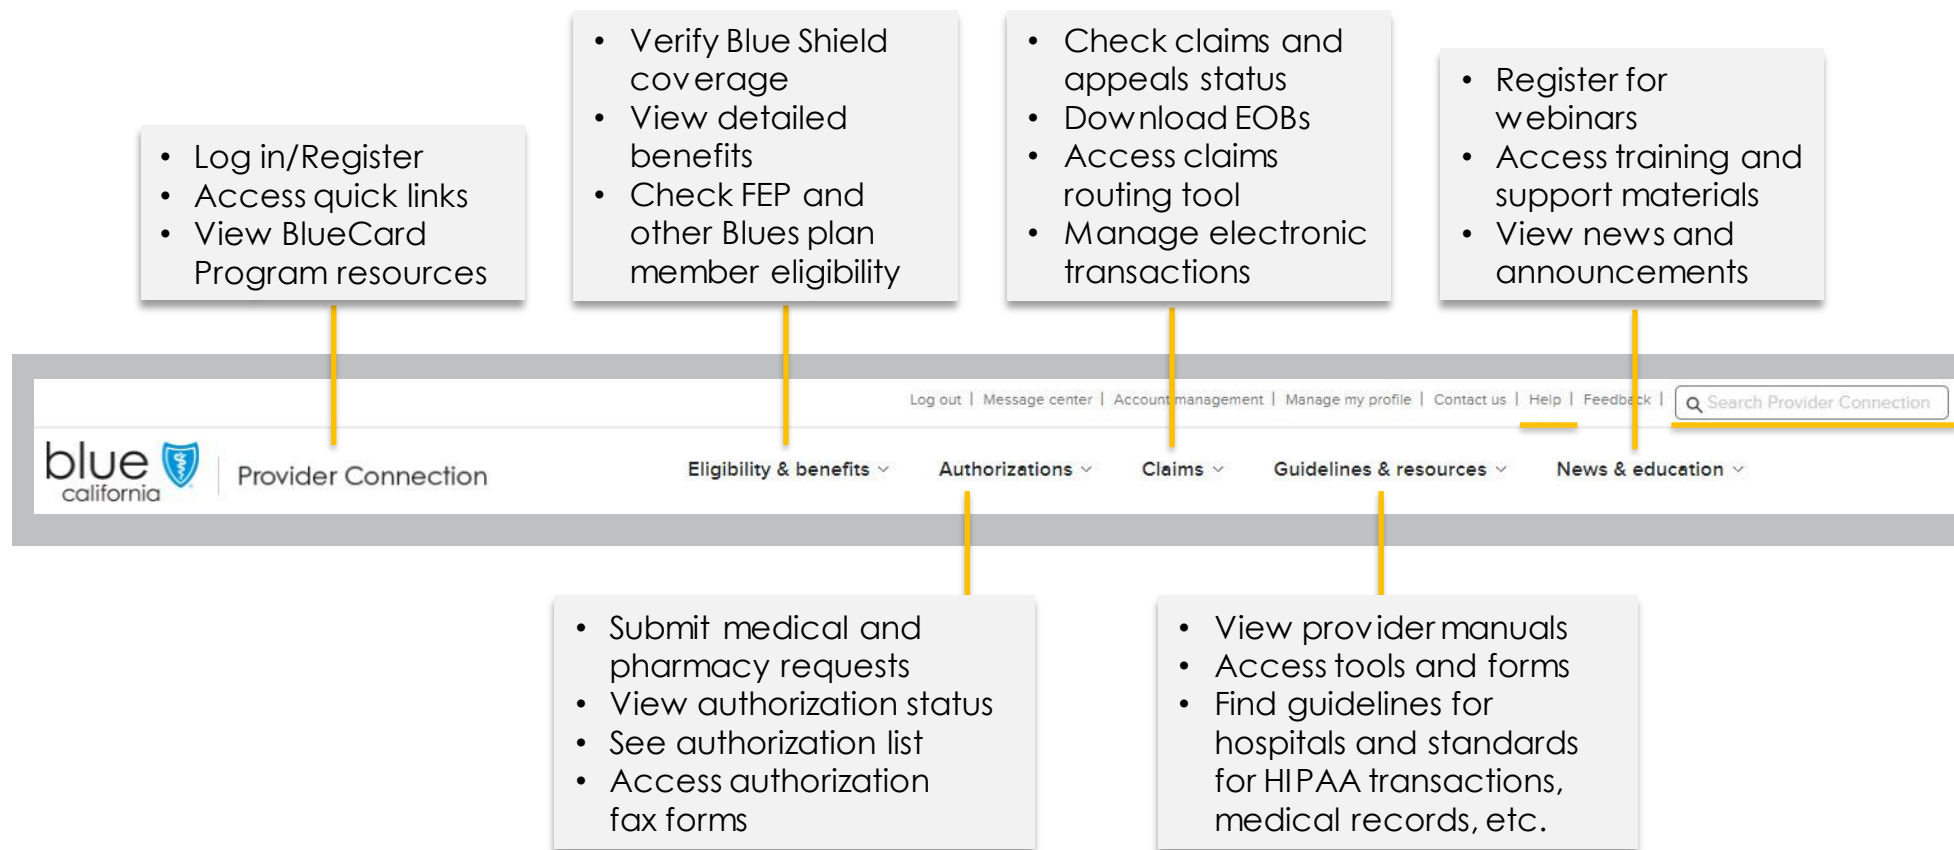 • Log in/Register
• Access quick links
• View BlueCard
Program resources
• Verify Blue Shield
coverage
• View detailed
benefits
• Check FEP and
other Blues plan
member eligibility
• Check claims and
appeals status
• Download EOBs
• Access claims
routing tool
• Manage electronic
transactions
• Register for
webinars
• Access training and
support materials
• View news and
announcements
Log out | Message center | Account management | Manage my profile | Contact us | Help | Feedback | Search Provider Connection
blue
california
Provider Connection
Eligibility & benefits Authorizations Claims Guidelines & resources News & education
• Submit medical and
pharmacy requests
• View authorization status
• See authorization list
• Access authorization
fax forms
• View provider manuals
• Access tools and forms
• Find guidelines for
hospitals and standards
for HIPAA transactions,
medical records, etc.